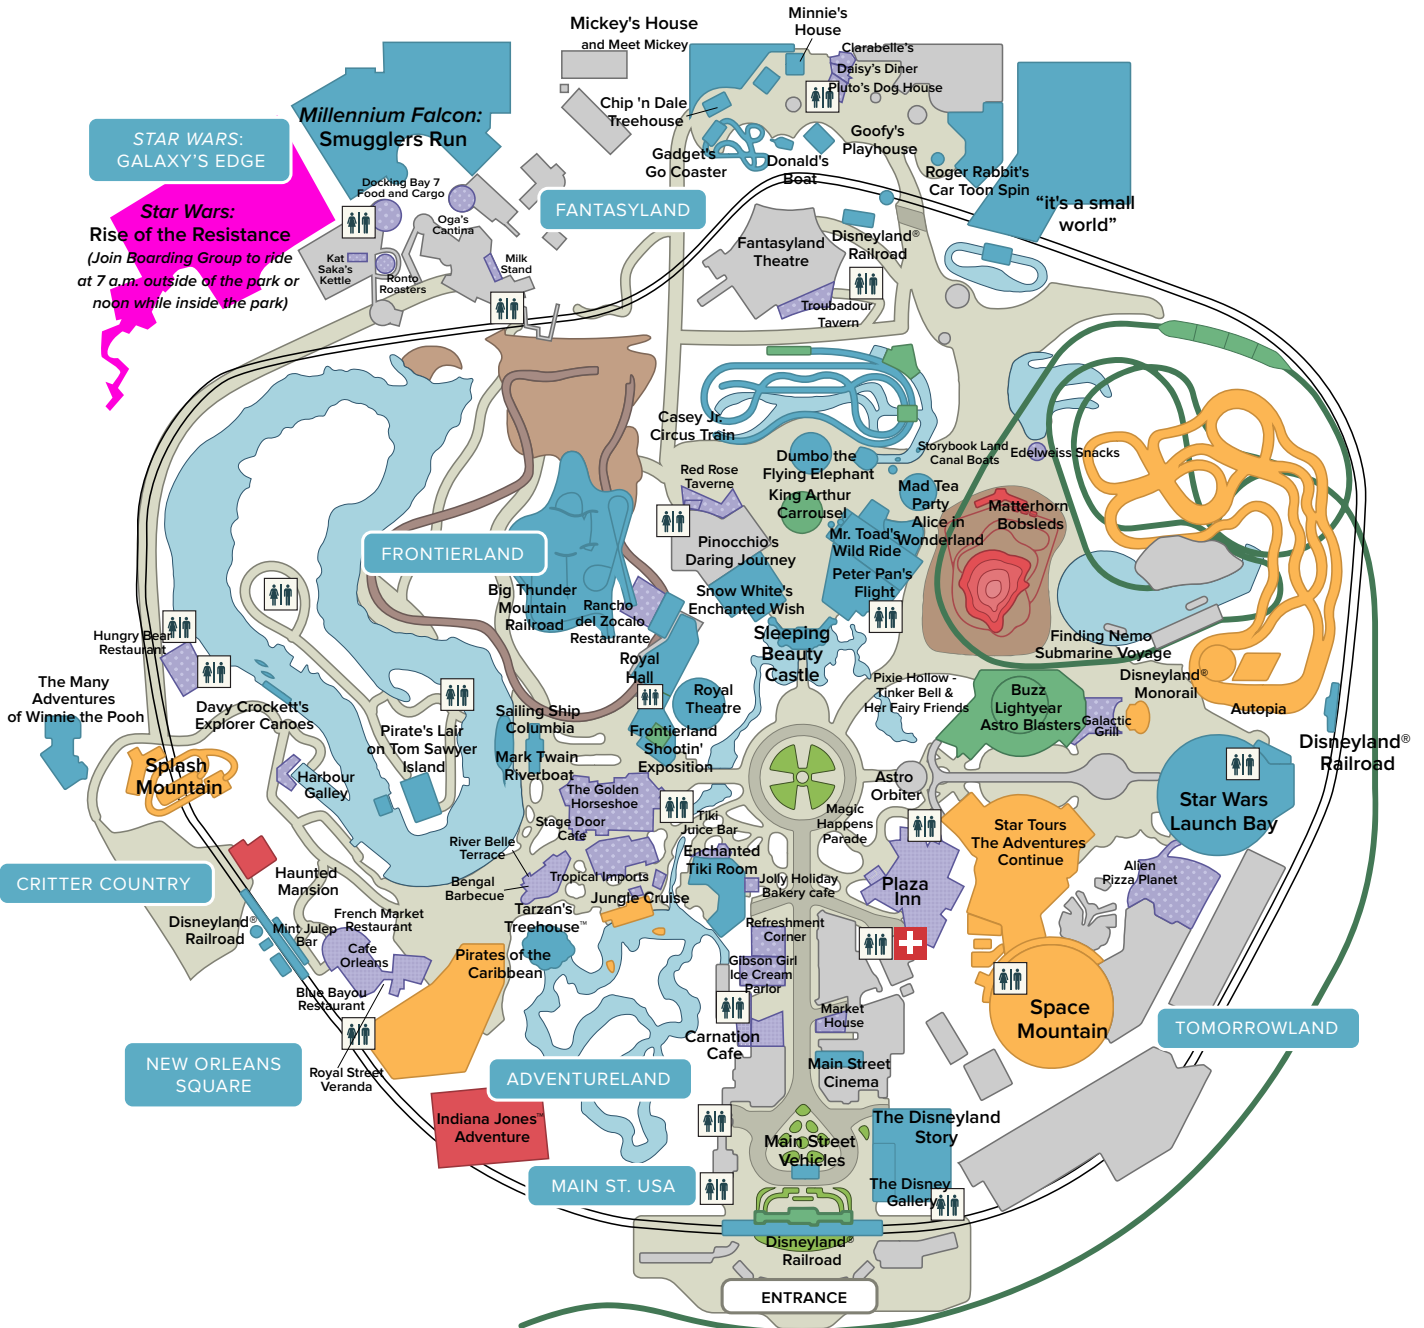 Mickey's House
and Meet Mickey
Minnie's
House
Clarabelle's
Daisy's Diner
Pluto's Dog House
Chip 'n Dale
Treehouse
Gadget's
Go Coaster
Donald's
Boat
Goofy's
Playhouse
Roger Rabbit's
Car Toon Spin
"it's a small
world"
Millennium Falcon:
Smugglers Run
STAR WARS:
GALAXY'S EDGE
Star Wars:
Rise of the Resistance
(Join Boarding Group to ride
at 7 a.m. outside of the park or
noon while inside the park)
Docking Bay 7
Food and Cargo
Oga's
Cantina
Kat
Saka's
Kettle
Ronto
Roasters
Milk
Stand
FANTASYLAND
Fantasyland
Theatre
Disneyland®
Railroad
Troubadour
Tavern
Casey Jr.
Circus Train
Dumbo the
Flying Elephant
Storybook Land
Canal Boats
Edelweiss Snacks
Red Rose
Taverne
King Arthur
Carrousel
Mad Tea
Party
Alice in
Wonderland
Matterhorn
Bobsleds
Mr. Toad's
Wild Ride
Pinocchio's
Daring Journey
Peter Pan's
Flight
Snow White's
Enchanted Wish
Sleeping
Beauty
Castle
FRONTIERLAND
Big Thunder
Mountain
Railroad
Rancho
del Zocalo
Restaurante
Royal
Hall
Royal
Theatre
Finding Nemo
Submarine Voyage
Pixie Hollow -
Tinker Bell &
Her Fairy Friends
Buzz
Lightyear
Astro Blasters
Disneyland®
Monorail
Galactic
Grill
Autopia
Disneyland®
Railroad
Hungry Bear
Restaurant
The Many
Adventures
of Winnie the Pooh
Davy Crockett's
Explorer Canoes
Pirate's Lair
on Tom Sawyer
Island
Sailing Ship
Columbia
Mark Twain
Riverboat
Frontierland
Shootin'
Exposition
Splash
Mountain
Harbour
Galley
The Golden
Horseshoe
Stage Door
Cafe
Tiki
Juice Bar
Astro
Orbiter
Magic
Happens
Parade
Star Wars
Launch Bay
Star Tours
The Adventures
Continue
River Belle
Terrace
Enchanted
Tiki Room
Alien
Pizza Planet
CRITTER COUNTRY
Haunted
Mansion
Bengal
Barbecue
Tropical Imports
Jungle Cruise
Jolly Holiday
Bakery cafe
Plaza
Inn
Disneyland®
Railroad
Mint Julep
Bar
French Market
Restaurant
Cafe
Orleans
Tarzan's
Treehouse™
Refreshment
Corner
Pirates of the
Caribbean
Gibson Girl
Ice Cream
Parlor
Blue Bayou
Restaurant
Market
House
Space
Mountain
TOMORROWLAND
Carnation
Cafe
NEW ORLEANS
SQUARE
Royal Street
Veranda
ADVENTURELAND
Main Street
Cinema
Indiana Jones™
Adventure
The Disneyland
Story
Main Street
Vehicles
MAIN ST. USA
The Disney
Gallery
Disneyland®
Railroad
ENTRANCE